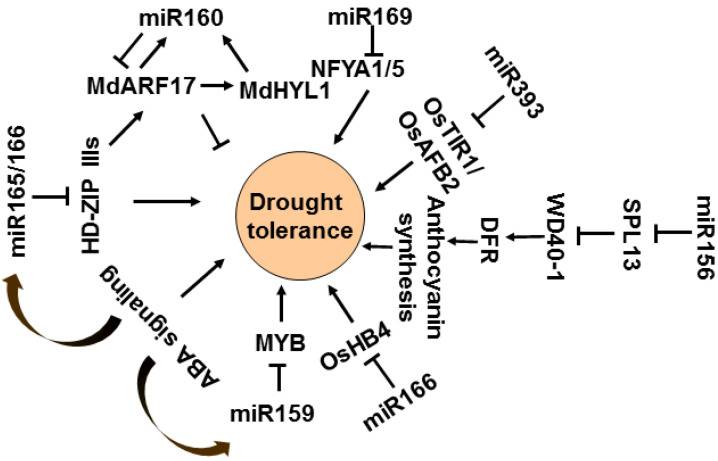 miR160
miR169
MdARF17
MdHYL1
NFYA1/5
miR393
OsTIR1/
OsAFB2
miR165/166
HD-ZIP IIIs
Drought
tolerance
Anthocyanin
synthesis
DFR
WD40-1
SPL13
miR156
ABA signaling
MYB
miR159
OsHB4
miR166